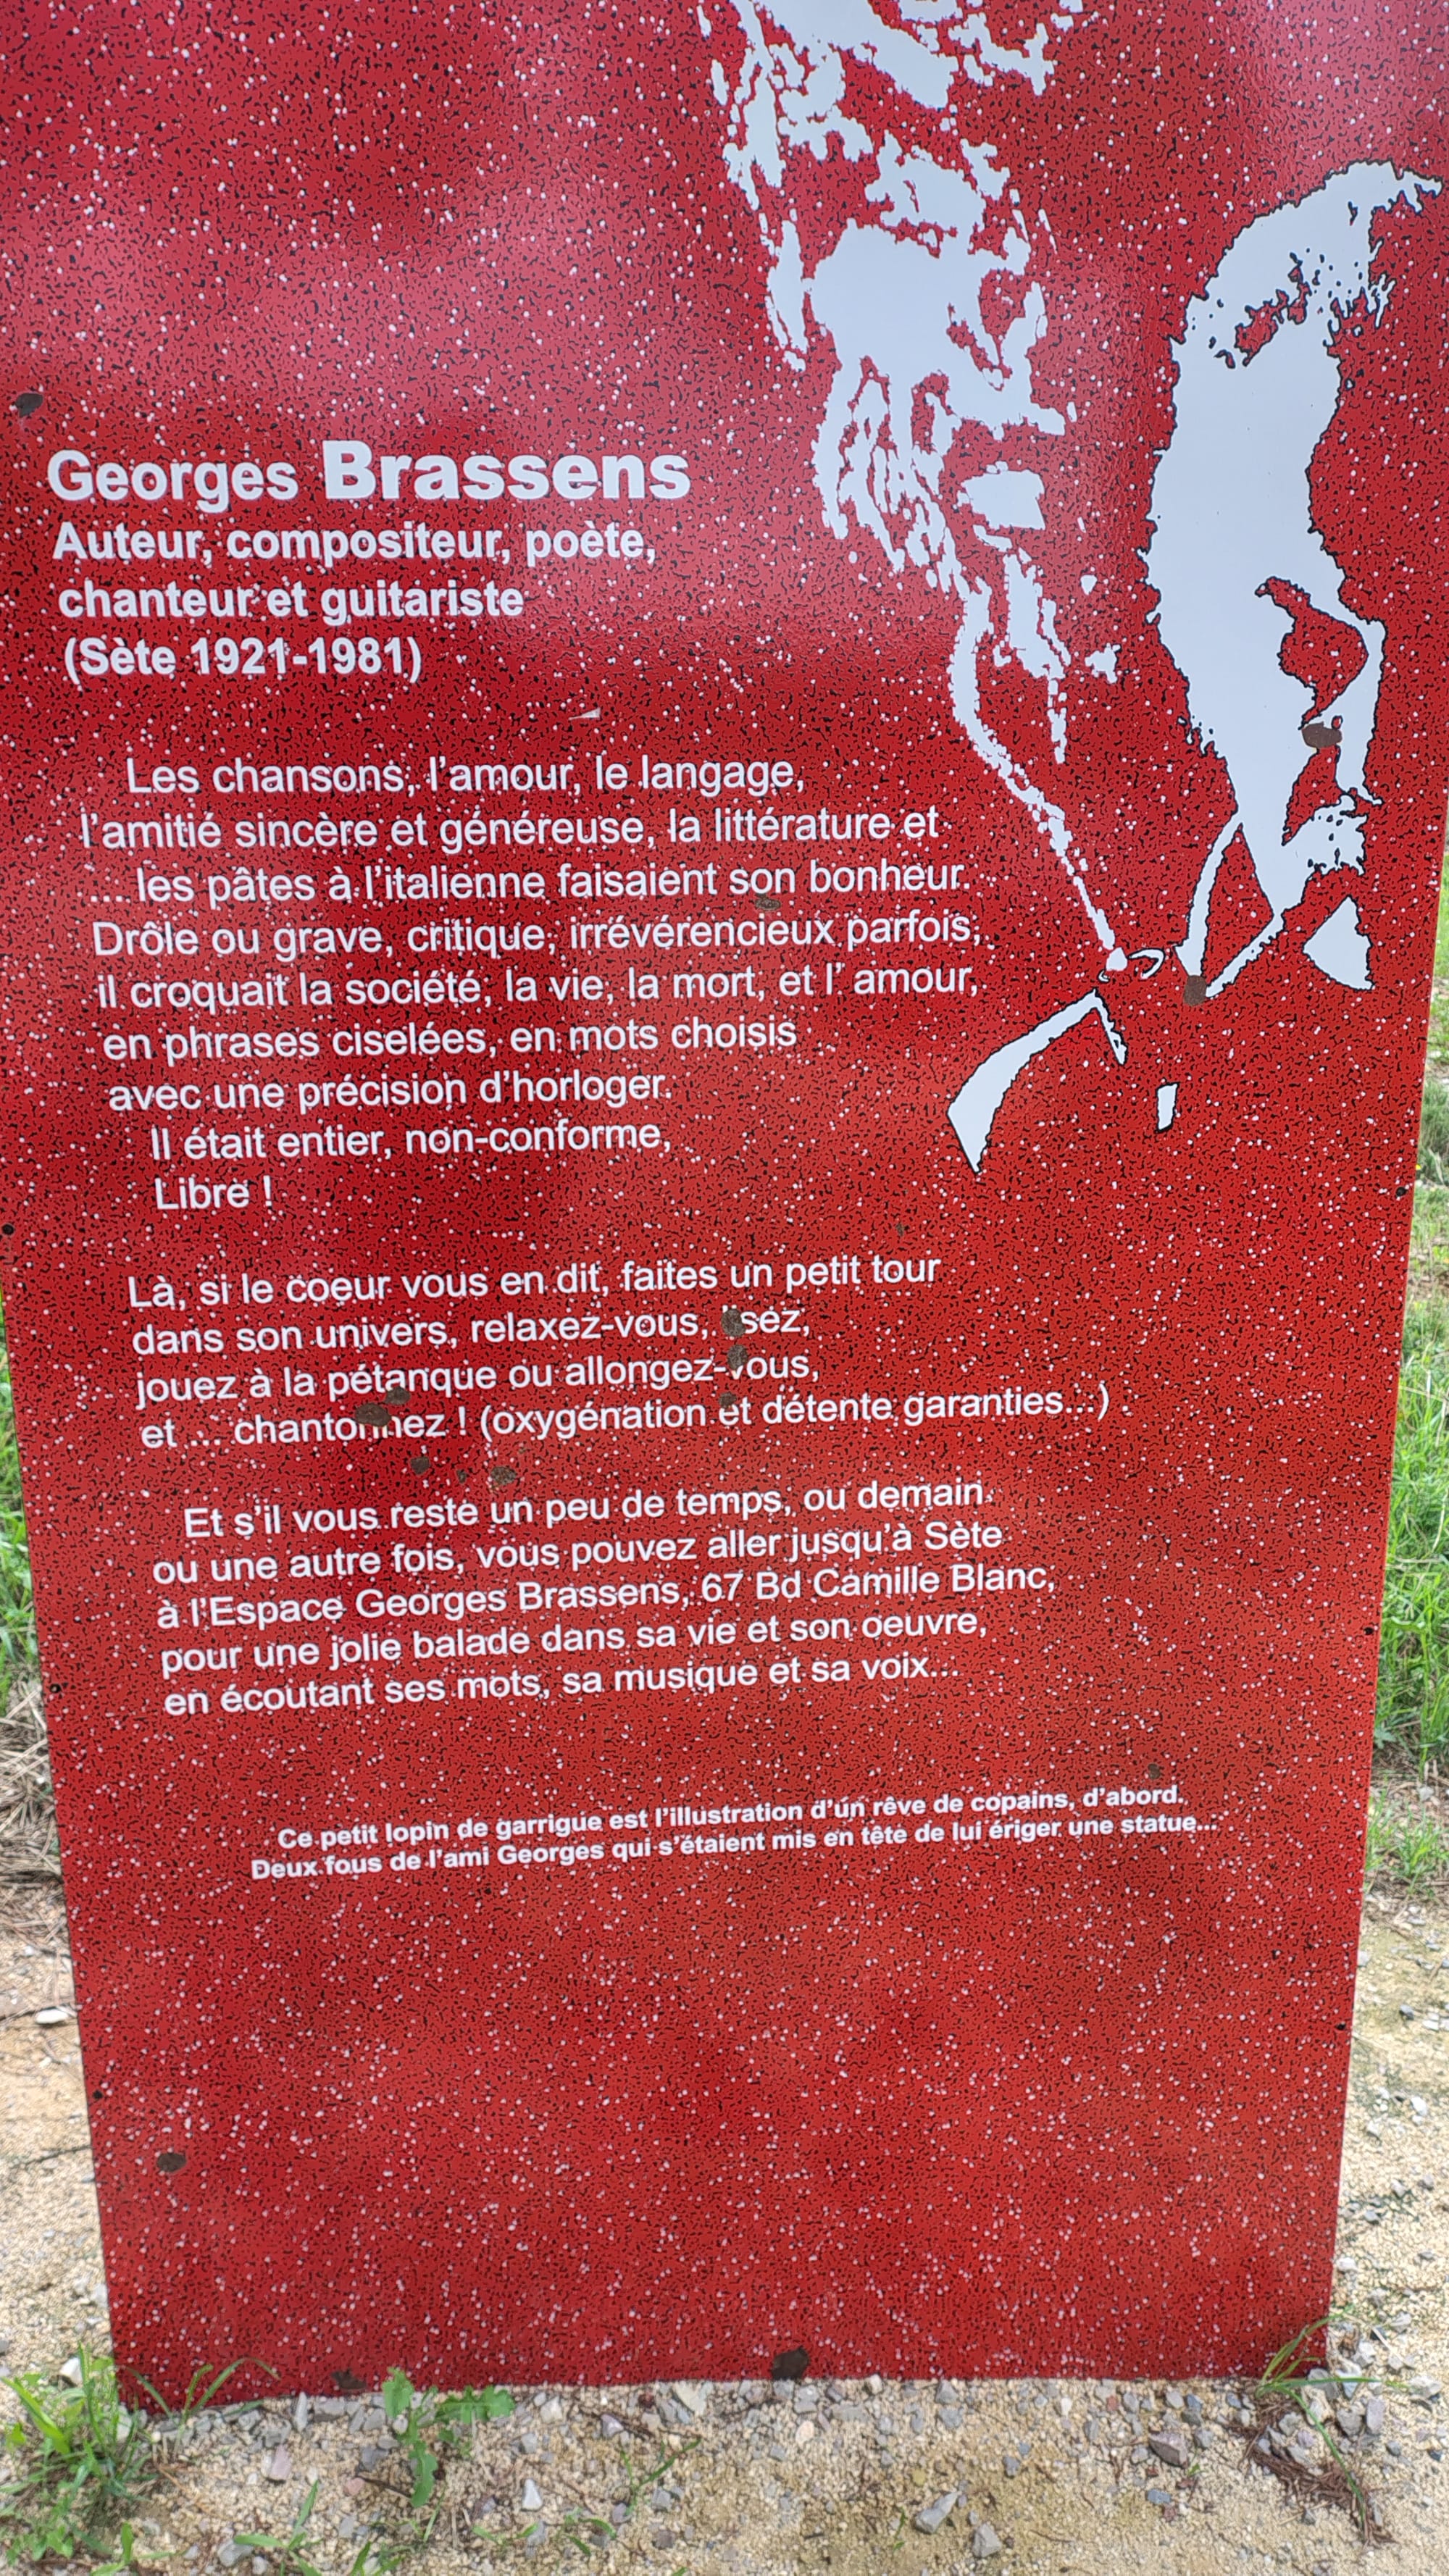 Georges Brassens
Auteur, compositeur, poète,
chanteur et guitariste
(Sète 1921-1981)
Les chansons, l'amour, le langage,
l'amitié sincère et généreuse, la littérature et
... les pâtes à l'italienne faisaient son bonheur.
Drôle ou grave, critique, irrévérencieux parfois,
il croquait la société, la vie, la mort, et l' amour,
en phrases ciselées, en mots choisis
avec une précision d'horloger.
Il était entier, non-conforme,
Libre !
Là, si le coeur vous en dit, faites un petit tour
dans son univers, relaxez-vous, lisez,
jouez à la pétanque ou allongez-vous,
et ... chantonnez ! (oxygénation et détente garanties...)
Et s'il vous reste un peu de temps, ou demain
ou une autre fois, vous pouvez aller jusqu'à Sète
à l'Espace Georges Brassens, 67 Bd Camille Blanc,
pour une jolie balade dans sa vie et son oeuvre,
en écoutant ses mots, sa musique et sa voix...
Ce petit lopin de garrigue est l'illustration d'un rêve de copains, d'abord.
Deux fous de l'ami Georges qui s'étaient mis en tête de lui ériger une statue...